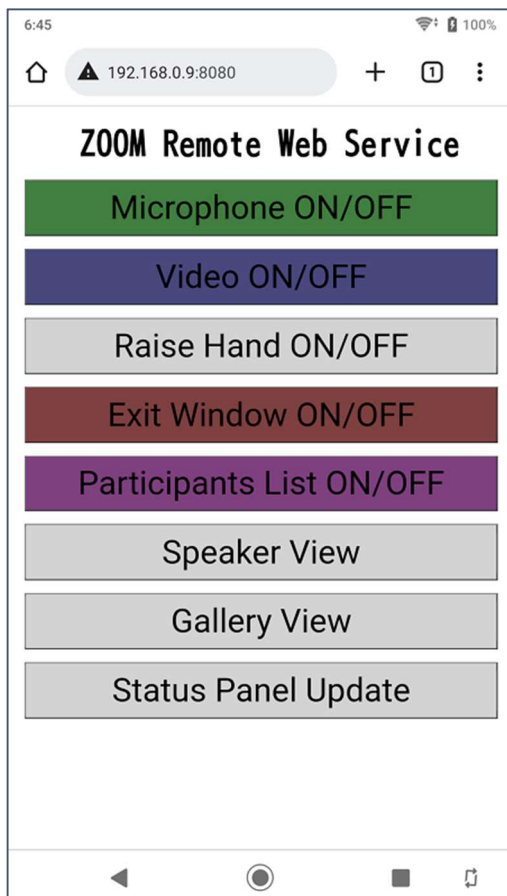 6:45
100%
192.168.0.9:8080
1
ZOOM Remote Web Service
Microphone ON/OFF
Video ON/OFF
Raise Hand ON/OFF
Exit Window ON/OFF
Participants List ON/OFF
Speaker View
Gallery View
Status Panel Update